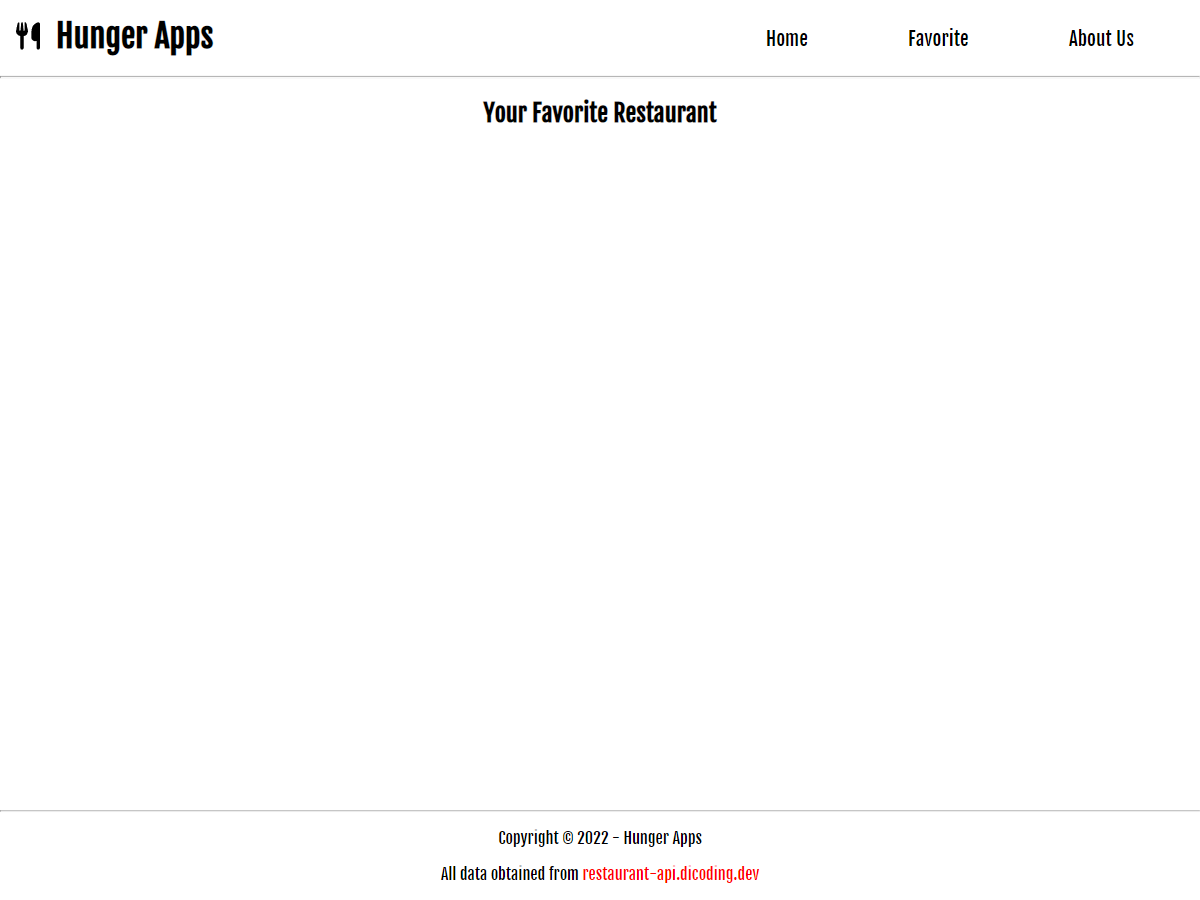 Hunger Apps
Home
Favorite
About Us
Your Favorite Restaurant
Copyright © 2022 - Hunger Apps
All data obtained from restaurant-api.dicoding.dev